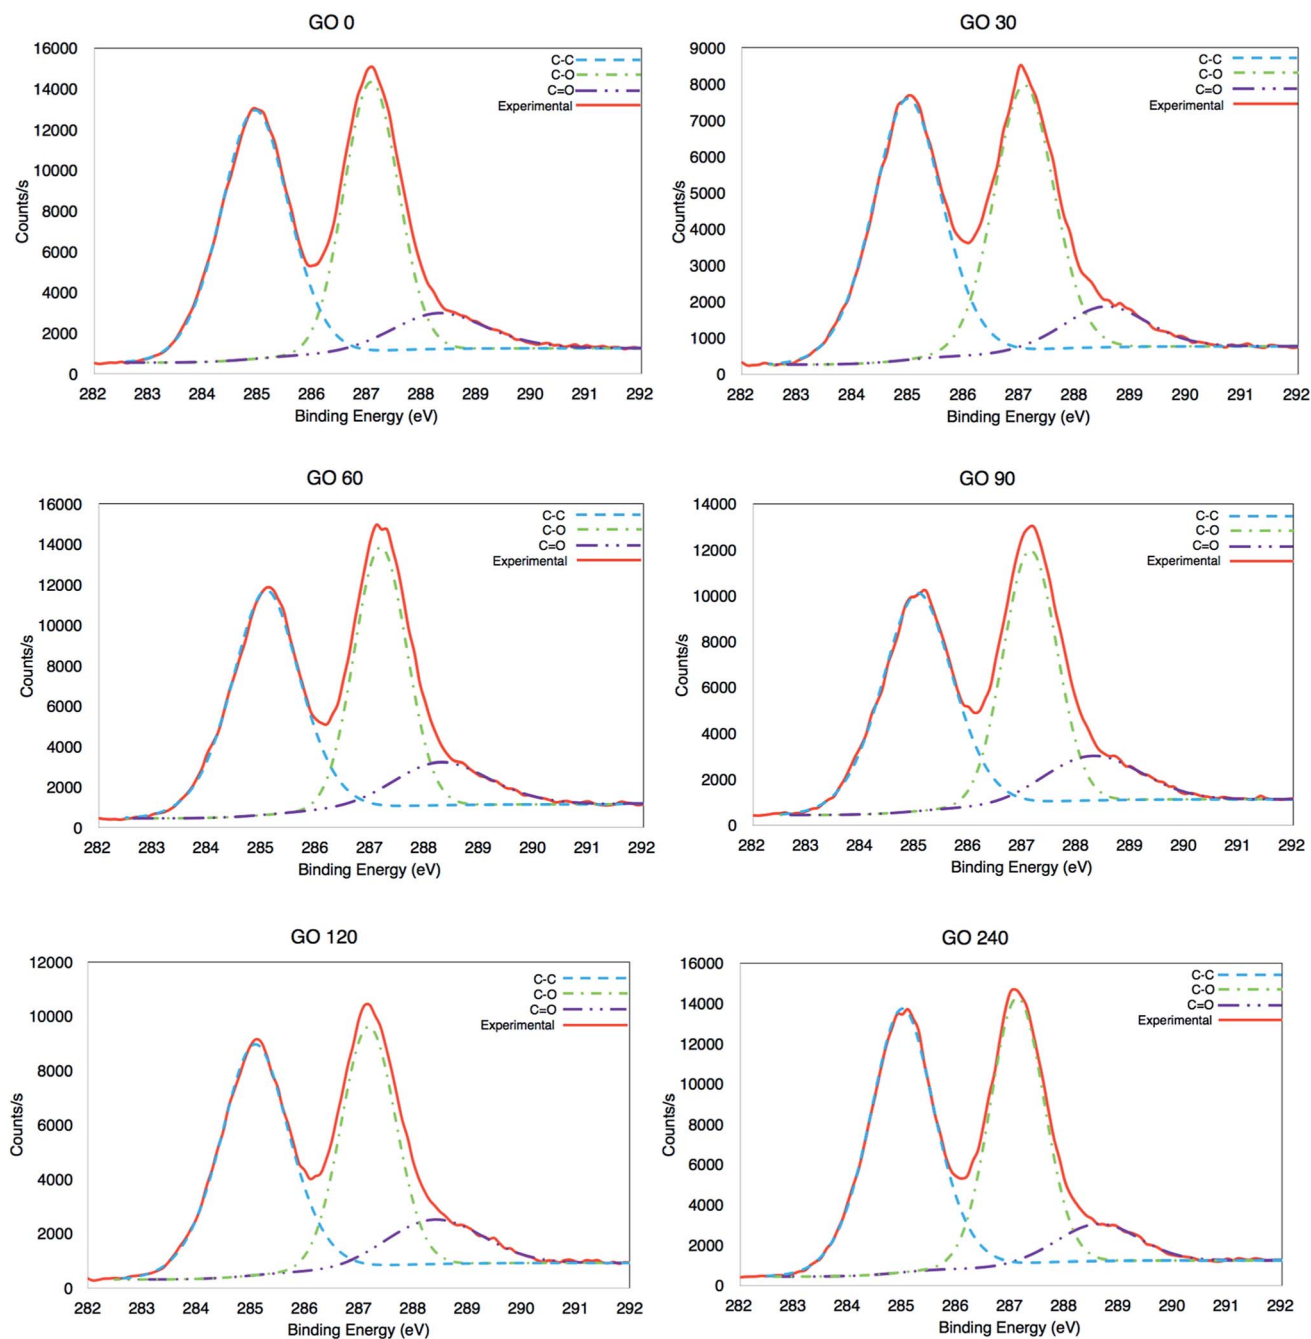 GO 0
16000
14000
12000
10000
8000
6000
4000
2000
0
Counts/s
C-C
C-O
C=O
Experimental
282 283 284 285 286 287 288 289 290 291 292
Binding Energy (eV)
GO 30
9000
8000
7000
6000
5000
4000
3000
2000
1000
0
Counts/s
C-C
C-O
C=O
Experimental
282 283 284 285 286 287 288 289 290 291 292
Binding Energy (eV)
GO 60
16000
14000
12000
10000
8000
6000
4000
2000
0
Counts/s
C-C
C-O
C=O
Experimental
282 283 284 285 286 287 288 289 290 291 292
Binding Energy (eV)
GO 90
14000
12000
10000
8000
6000
4000
2000
0
Counts/s
C-C
C-O
C=O
Experimental
282 283 284 285 286 287 288 289 290 291 292
Binding Energy (eV)
GO 120
12000
10000
8000
6000
4000
2000
0
Counts/s
C-C
C-O
C=O
Experimental
282 283 284 285 286 287 288 289 290 291 292
Binding Energy (eV)
GO 240
16000
14000
12000
10000
8000
6000
4000
2000
0
Counts/s
C-C
C-O
C=O
Experimental
282 283 284 285 286 287 288 289 290 291 292
Binding Energy (eV)